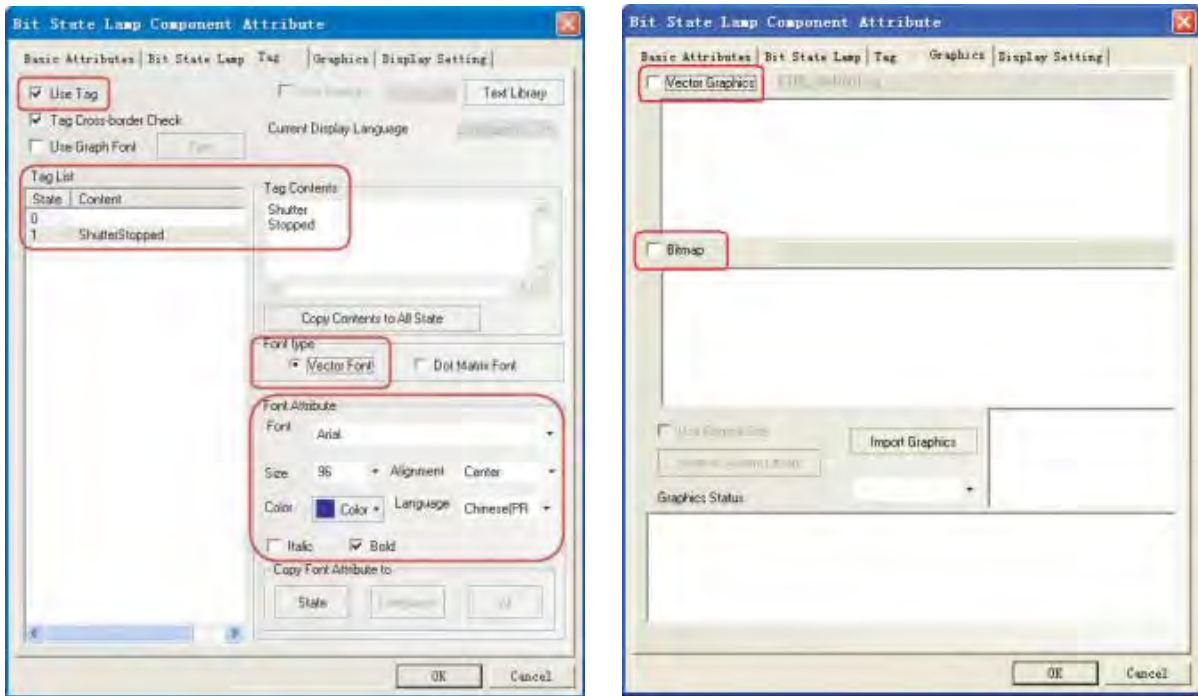 Bit State Lamp Component Attribute
Basic Attributes Bit State Lamp Tag Graphics Display Setting
Use Tag
Text Library
Tag Cross-border Check
Current Display Language
Use Graph Font
Tag List
State Content
0
1 ShutterStopped
Tag Contents
Shutter
Stopped
Copy Contents to All State
Font type
Vector Font Dot Matrix Font
Font Attribute
Font Arial
Size 96 Alignment Center
Color Color Language Chinese(PR
Italic Bold
Copy Font Attribute to
State
All
OK Cancel
Bit State Lamp Component Attribute
Basic Attributes Bit State Lamp Tag Graphics Display Setting
Vector Graphics
Bitmap
Import Graphics
Graphics Status
OK Cancel